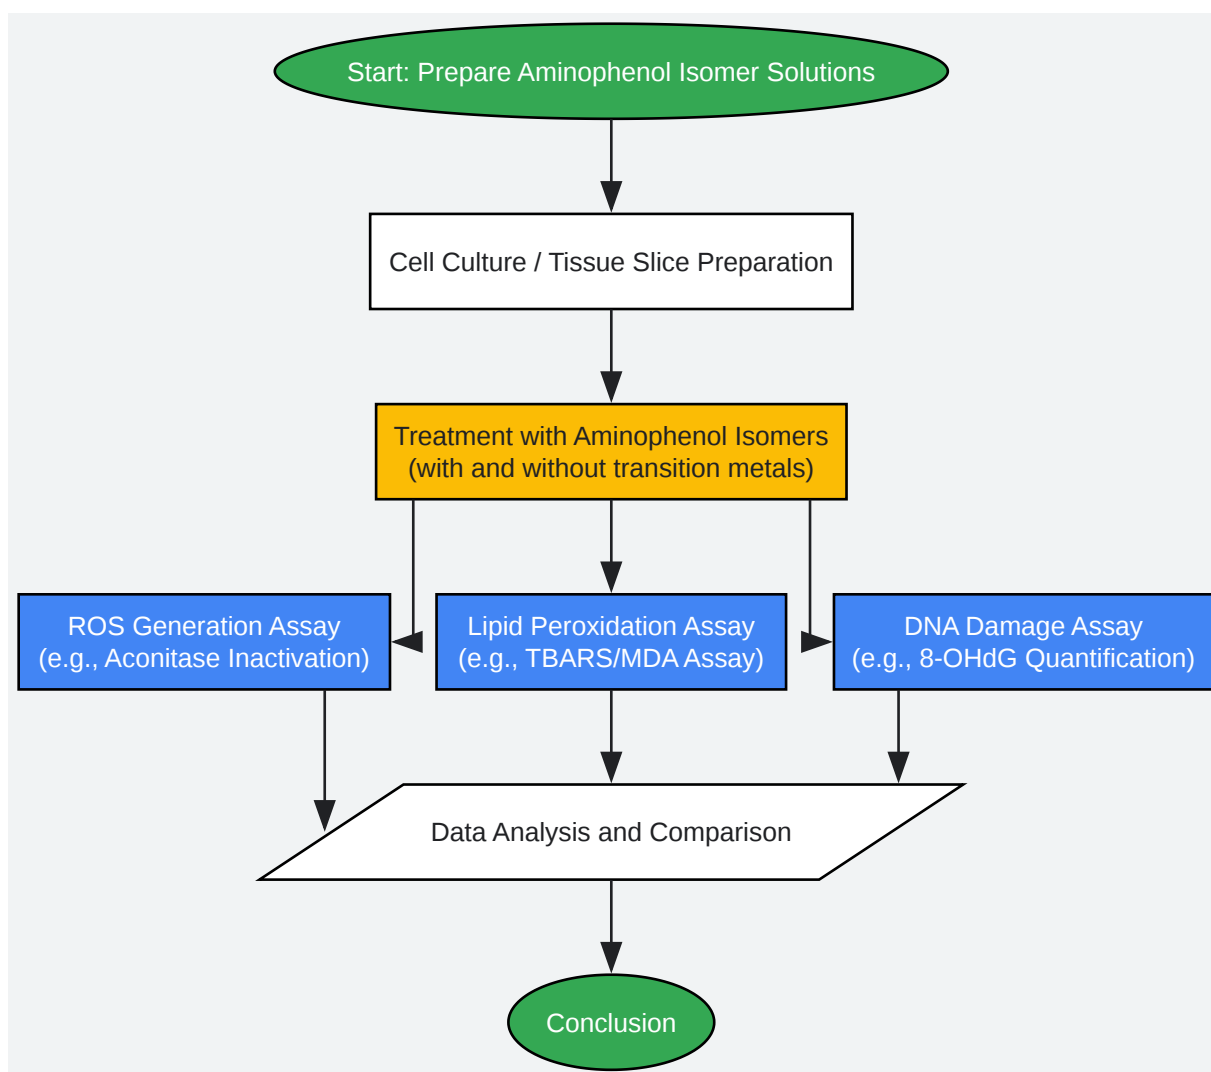 Start: Prepare Aminophenol Isomer Solutions
Cell Culture / Tissue Slice Preparation
Treatment with Aminophenol Isomers
(with and without transition metals)
ROS Generation Assay
(e.g., Aconitase Inactivation)
Lipid Peroxidation Assay
(e.g., TBARS/MDA Assay)
DNA Damage Assay
(e.g., 8-OHdG Quantification)
Data Analysis and Comparison
Conclusion